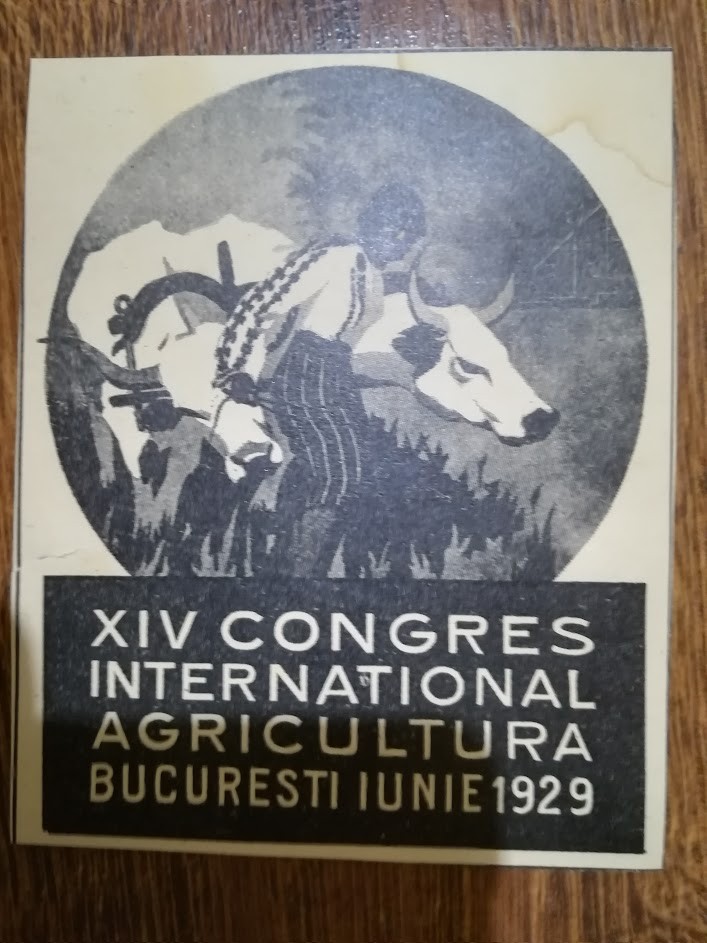 XIV CONGRES
INTERNATIONAL
AGRICULTURA
BUCURESTI IUNIE 1929